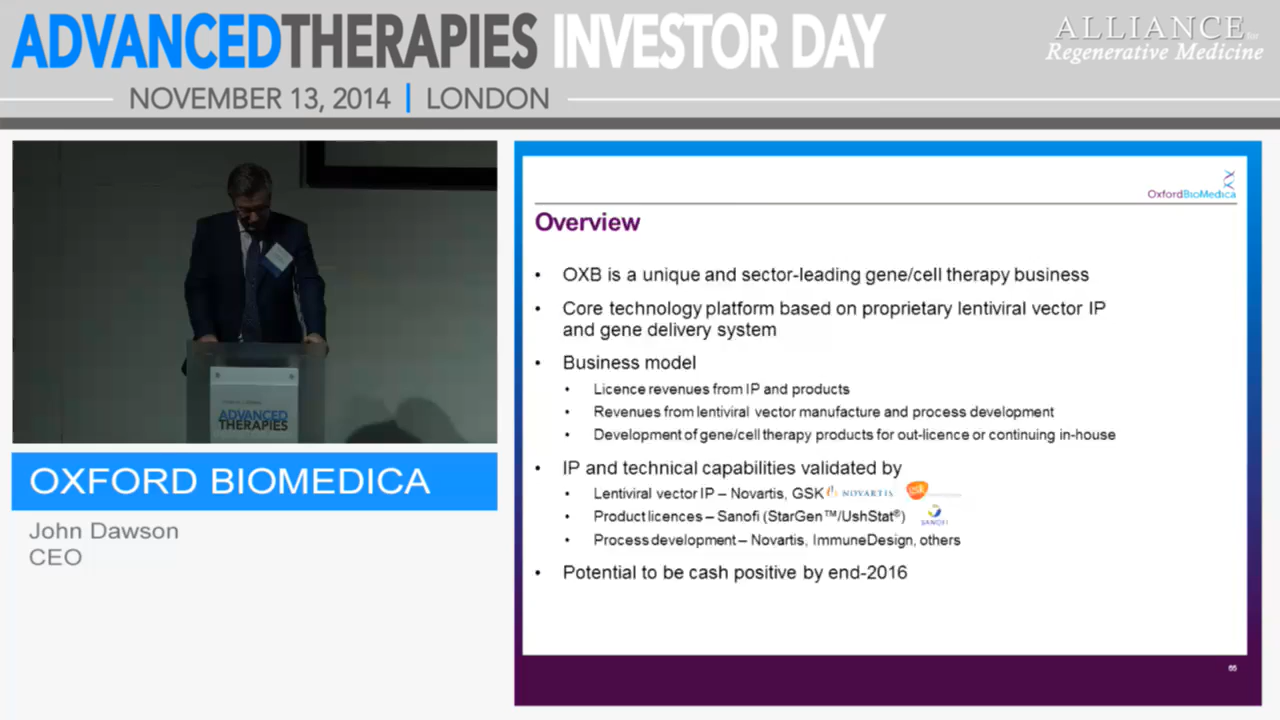 ADVANCEDTHERAPIES INVESTOR DAY
ALLIANCE for
Regenerative Medicine
NOVEMBER 13, 2014 | LONDON
ADVANCED
THERAPIES
OXFORD BIOMEDICA
John Dawson
CEO
OxfordBioMedica
Overview
• OXB is a unique and sector-leading gene/cell therapy business
• Core technology platform based on proprietary lentiviral vector IP
and gene delivery system
• Business model
• Licence revenues from IP and products
• Revenues from lentiviral vector manufacture and process development
• Development of gene/cell therapy products for out-licence or continuing in-house
• IP and technical capabilities validated by
• Lentiviral vector IP – Novartis, GSK NOVARTIS gsk
• Product licences – Sanofi (StarGen™/UshStat®) SANOFI
• Process development – Novartis, ImmuneDesign, others
• Potential to be cash positive by end-2016